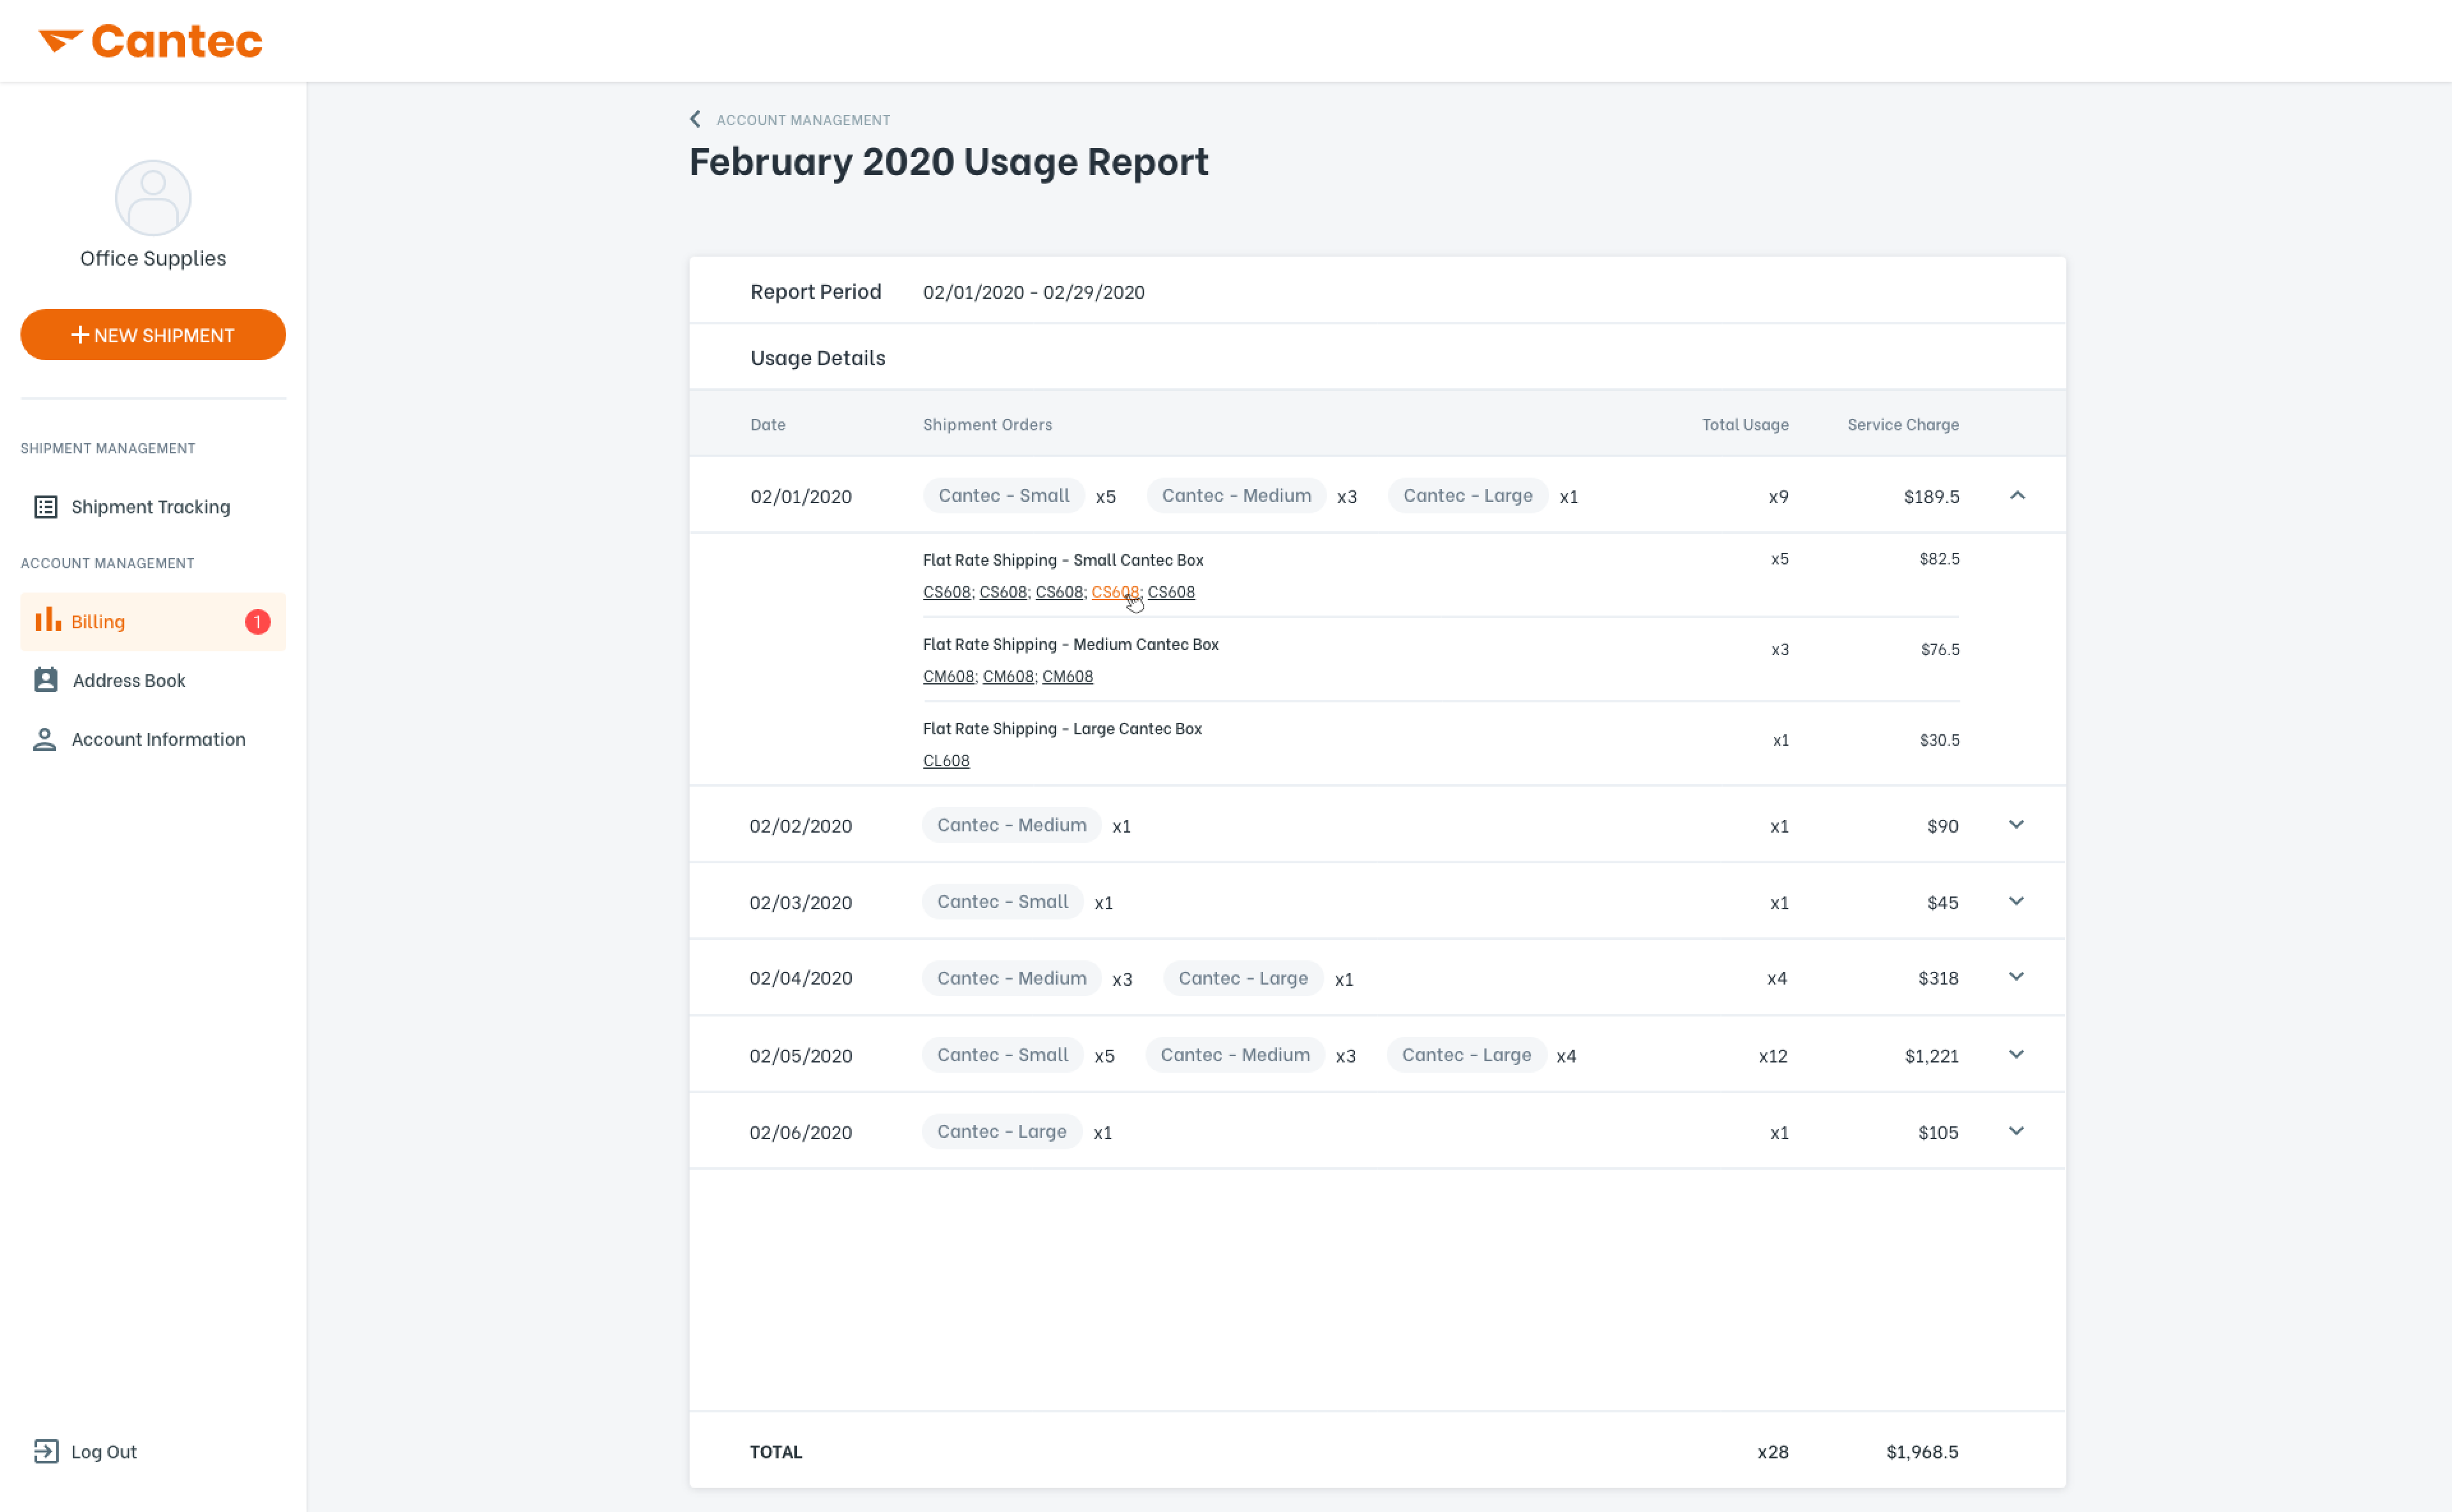 Cantec
Office Supplies
+ NEW SHIPMENT
SHIPMENT MANAGEMENT
Shipment Tracking
ACCOUNT MANAGEMENT
Billing 1
Address Book
Account Information
Log Out
ACCOUNT MANAGEMENT
February 2020 Usage Report
Report Period 02/01/2020 - 02/29/2020
Usage Details
Date Shipment Orders Total Usage Service Charge
02/01/2020 Cantec - Small x5 Cantec - Medium x3 Cantec - Large x1 x9 $189.5
Flat Rate Shipping - Small Cantec Box x5 $82.5
CS608; CS608; CS608; CS608; CS608
Flat Rate Shipping - Medium Cantec Box x3 $76.5
CM608; CM608; CM608
Flat Rate Shipping - Large Cantec Box x1 $30.5
CL608
02/02/2020 Cantec - Medium x1 x1 $90
02/03/2020 Cantec - Small x1 x1 $45
02/04/2020 Cantec - Medium x3 Cantec - Large x1 x4 $318
02/05/2020 Cantec - Small x5 Cantec - Medium x3 Cantec - Large x4 x12 $1,221
02/06/2020 Cantec - Large x1 x1 $105
TOTAL x28 $1,968.5